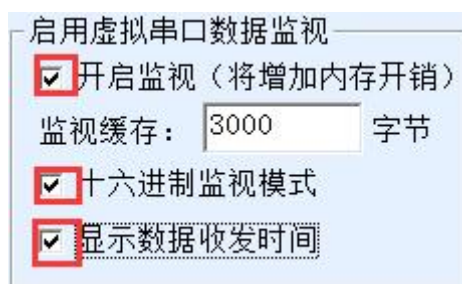 启用虚拟串口数据监视
开启监视（将增加内存开销）
监视缓存： 3000 字节
十六进制监视模式
显示数据收发时间